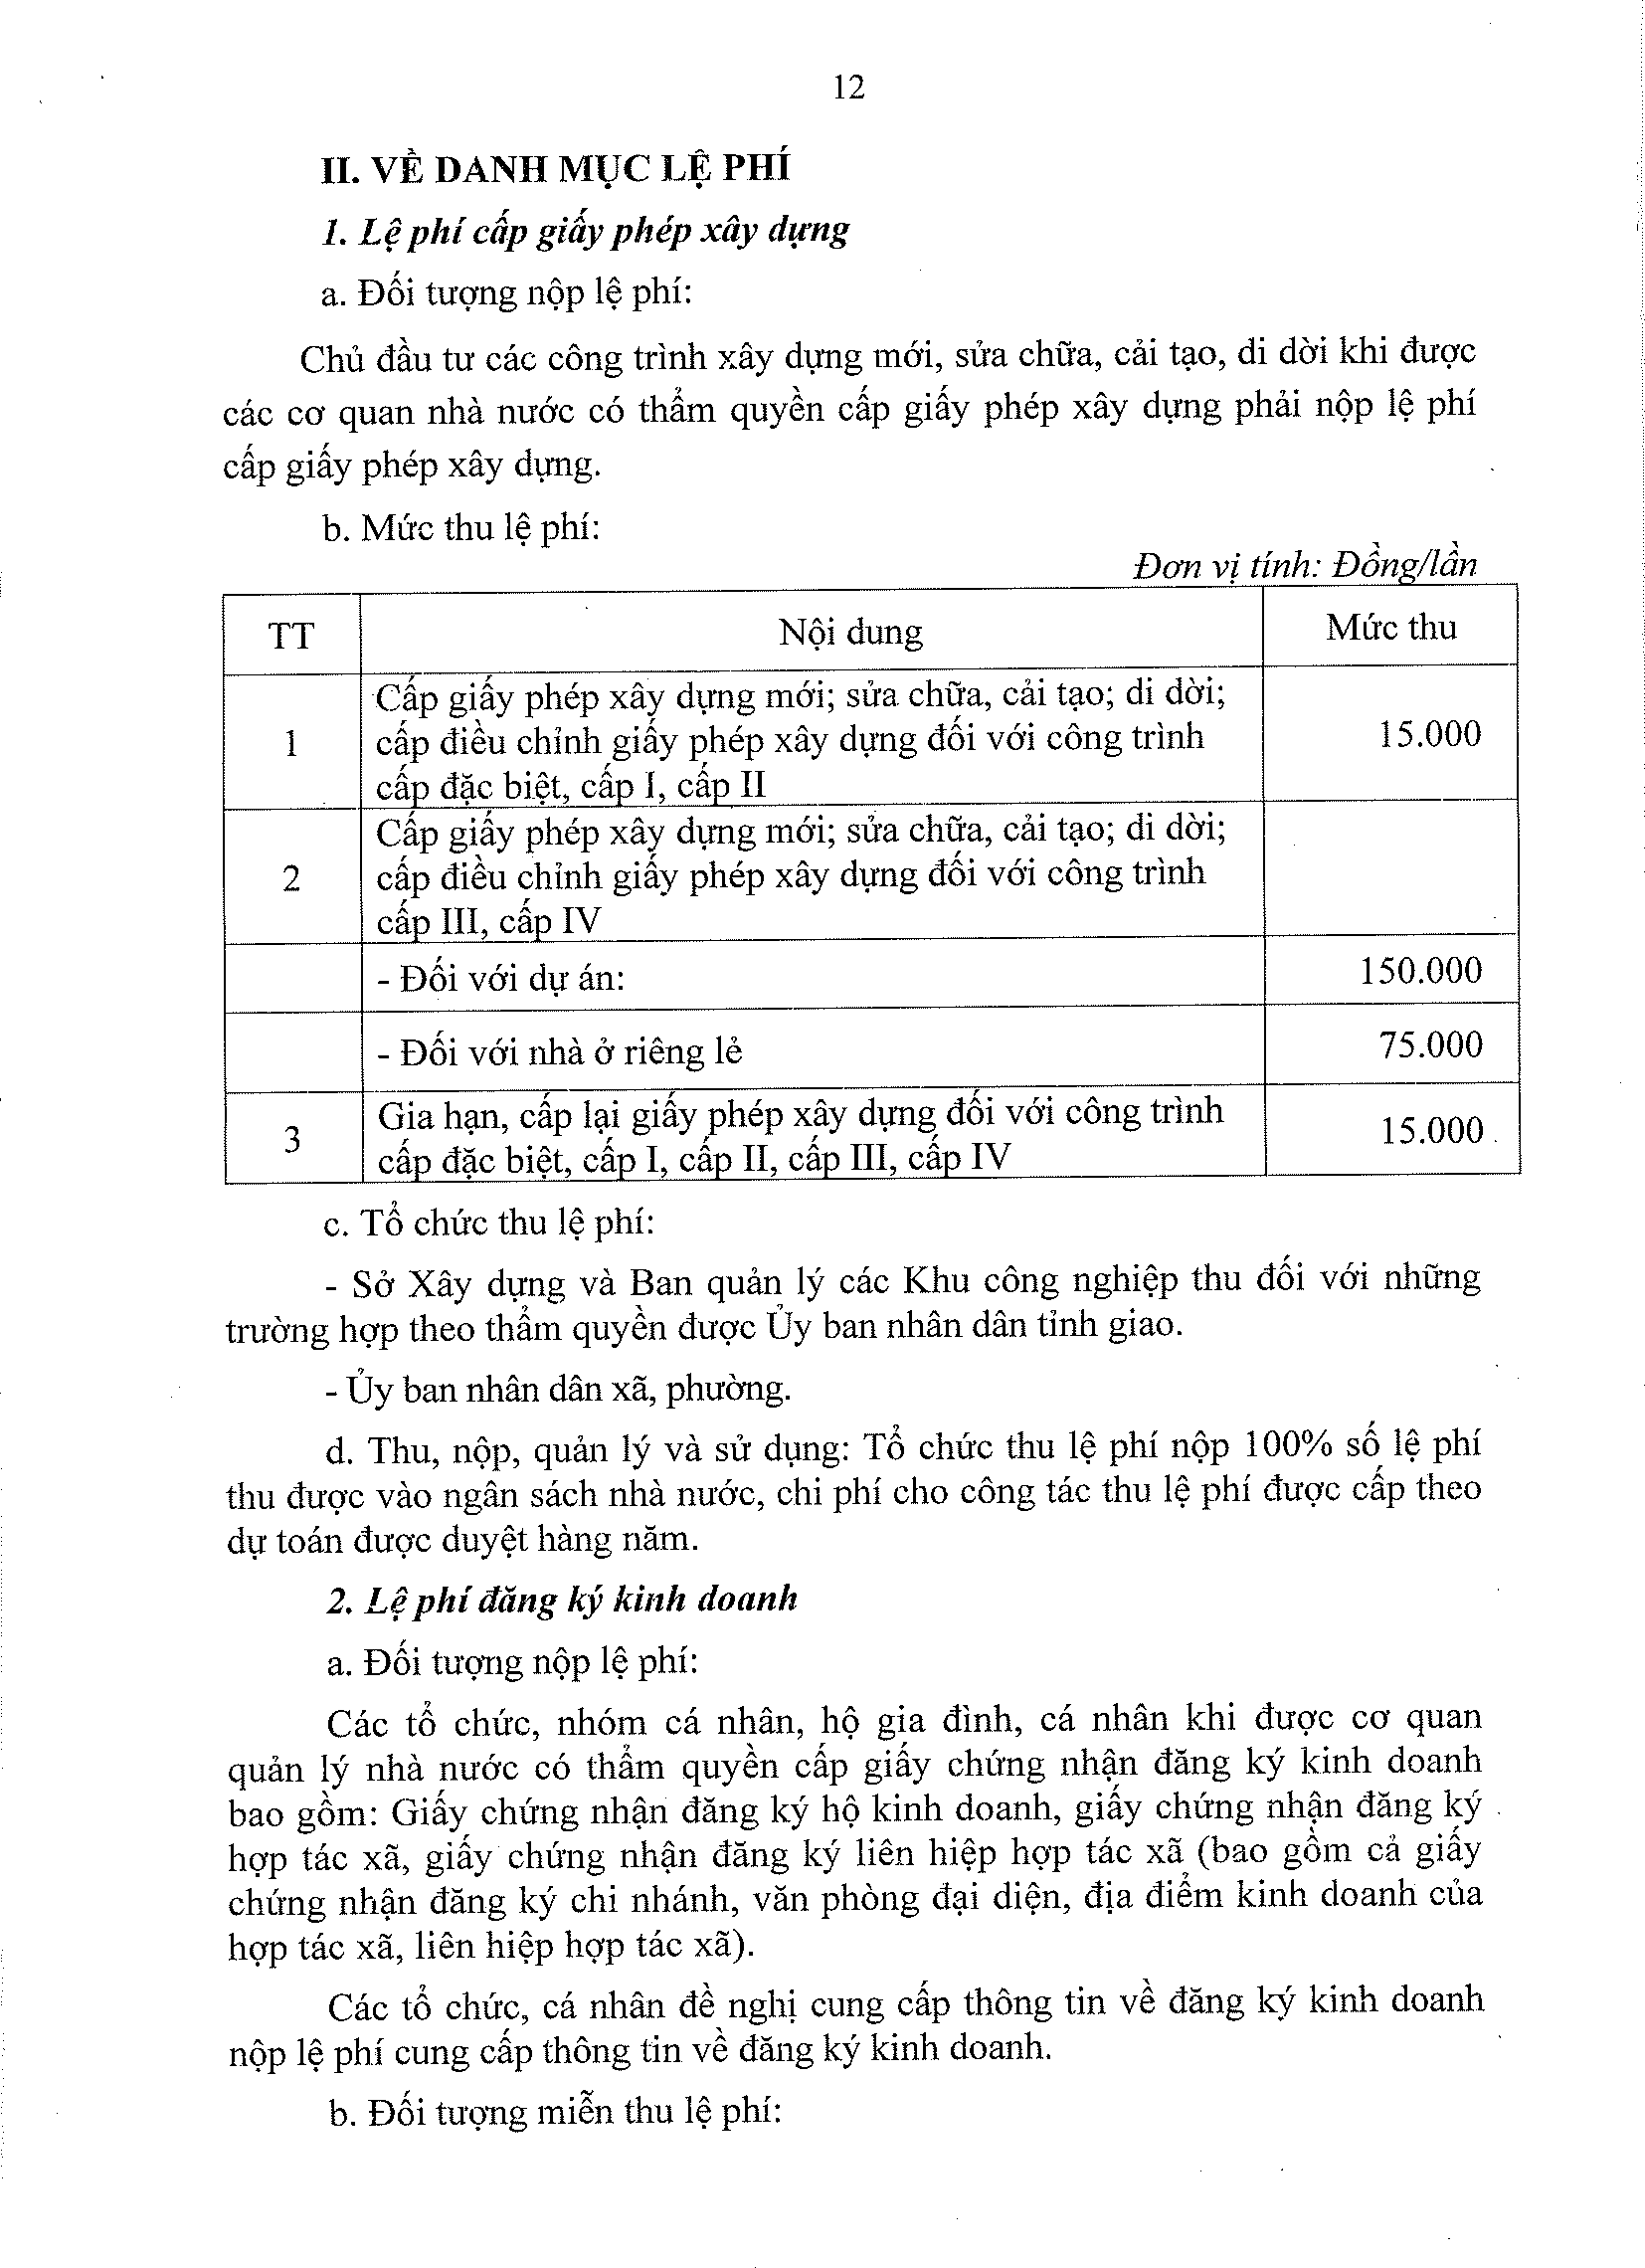 12
II. VỀ DANH MỤC LỆ PHÍ
1. Lệ phí cấp giấy phép xây dựng
a. Đối tượng nộp lệ phí:
Chủ đầu tư các công trình xây dựng mới, sửa chữa, cải tạo, di dời khi được
các cơ quan nhà nước có thẩm quyền cấp giấy phép xây dựng phải nộp lệ phí
cấp giấy phép xây dựng.
b. Mức thu lệ phí:
Đơn vị tính: Đồng/lần
TT Nội dung Mức thu
Cấp giấy phép xây dựng mới; sửa chữa, cải tạo; di dời;
1 cấp điều chỉnh giấy phép xây dựng đối với công trình 15.000
cấp đặc biệt, cấp I, cấp II
Cấp giấy phép xây dựng mới; sửa chữa, cải tạo; di dời;
2 cấp điều chỉnh giấy phép xây dựng đối với công trình
cấp III, cấp IV
- Đối với dự án: 150.000
- Đối với nhà ở riêng lẻ 75.000
3 Gia hạn, cấp lại giấy phép xây dựng đối với công trình 15.000
cấp đặc biệt, cấp I, cấp II, cấp III, cấp IV
c. Tổ chức thu lệ phí:
- Sở Xây dựng và Ban quản lý các Khu công nghiệp thu đối với những
trường hợp theo thẩm quyền được Ủy ban nhân dân tỉnh giao.
- Ủy ban nhân dân xã, phường.
d. Thu, nộp, quản lý và sử dụng: Tổ chức thu lệ phí nộp 100% số lệ phí
thu được vào ngân sách nhà nước, chi phí cho công tác thu lệ phí được cấp theo
dự toán được duyệt hàng năm.
2. Lệ phí đăng ký kinh doanh
a. Đối tượng nộp lệ phí:
Các tổ chức, nhóm cá nhân, hộ gia đình, cá nhân khi được cơ quan
quản lý nhà nước có thẩm quyền cấp giấy chứng nhận đăng ký kinh doanh
bao gồm: Giấy chứng nhận đăng ký hộ kinh doanh, giấy chứng nhận đăng ký
hợp tác xã, giấy chứng nhận đăng ký liên hiệp hợp tác xã (bao gồm cả giấy
chứng nhận đăng ký chi nhánh, văn phòng đại diện, địa điểm kinh doanh của
hợp tác xã, liên hiệp hợp tác xã).
Các tổ chức, cá nhân đề nghị cung cấp thông tin về đăng ký kinh doanh
nộp lệ phí cung cấp thông tin về đăng ký kinh doanh.
b. Đối tượng miễn thu lệ phí: